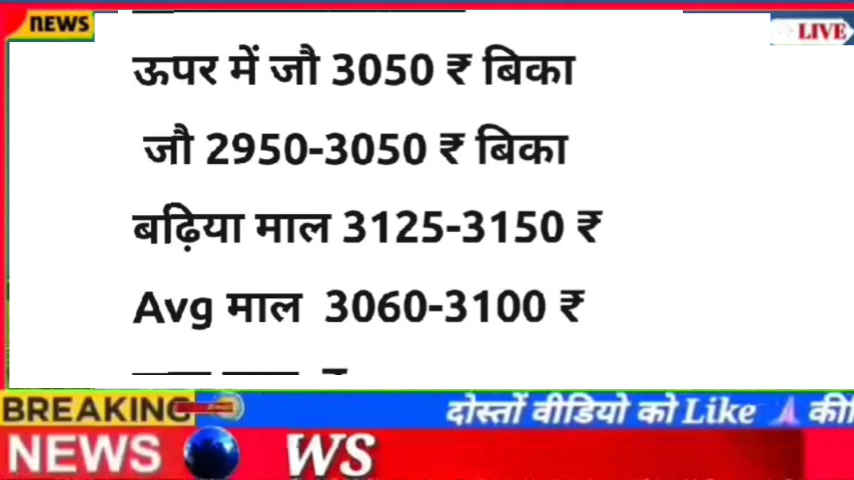 NEWS
LIVE
ऊपर में जौ 3050 ₹ बिका
जौ 2950-3050 ₹ बिका
बढ़िया माल 3125-3150 ₹
Avg माल 3060-3100 ₹
BREAKING
दोस्तों वीडियो को Like की
NEWS
WS